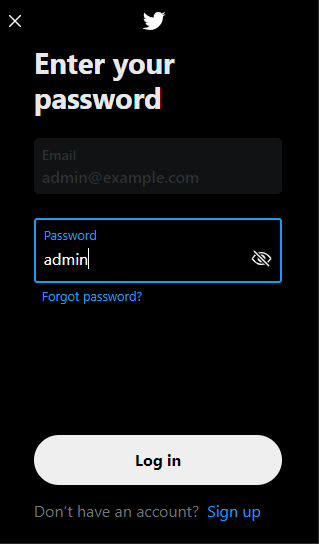 Enter your
password
Email
admin@example.com
Password
admin
Forgot password?
Log in
Don't have an account? Sign up